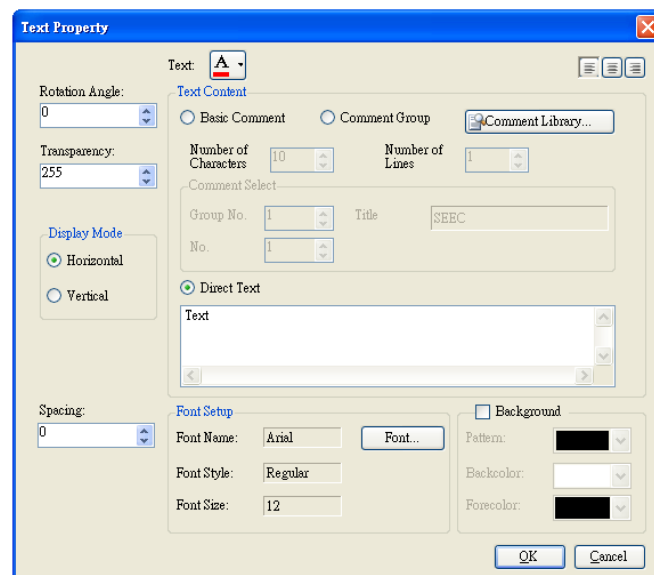 Text Property
Text: A
Rotation Angle:
0
Transparency:
255
Display Mode
Horizontal
Vertical
Spacing:
0
Text Content
Basic Comment
Comment Group
Comment Library...
Number of
Characters
10
Number of
Lines
1
Comment Select
Group No.
1
Title
SEEC
No.
1
Direct Text
Text
Font Setup
Font Name:
Arial
Font...
Font Style:
Regular
Font Size:
12
Background
Pattern:
Backcolor:
Forecolor:
OK
Cancel